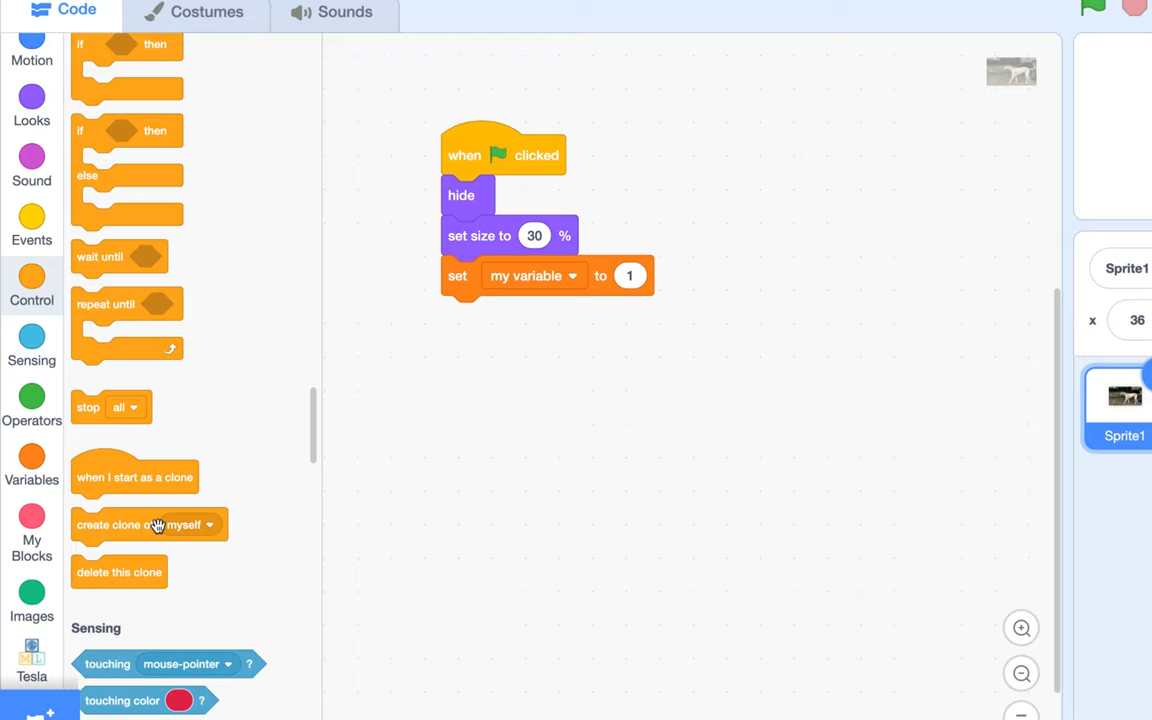 Code
Costumes
Sounds
Motion
Looks
Sound
Events
Control
Sensing
Operators
Variables
My
Blocks
Images
Tesla
if then
if then
else
wait until
repeat until
stop all
when I start as a clone
create clone of myself
delete this clone
Sensing
touching mouse-pointer ?
touching color ?
when clicked
hide
set size to 30 %
set my variable to 1
Sprite1
x 36
Sprite1